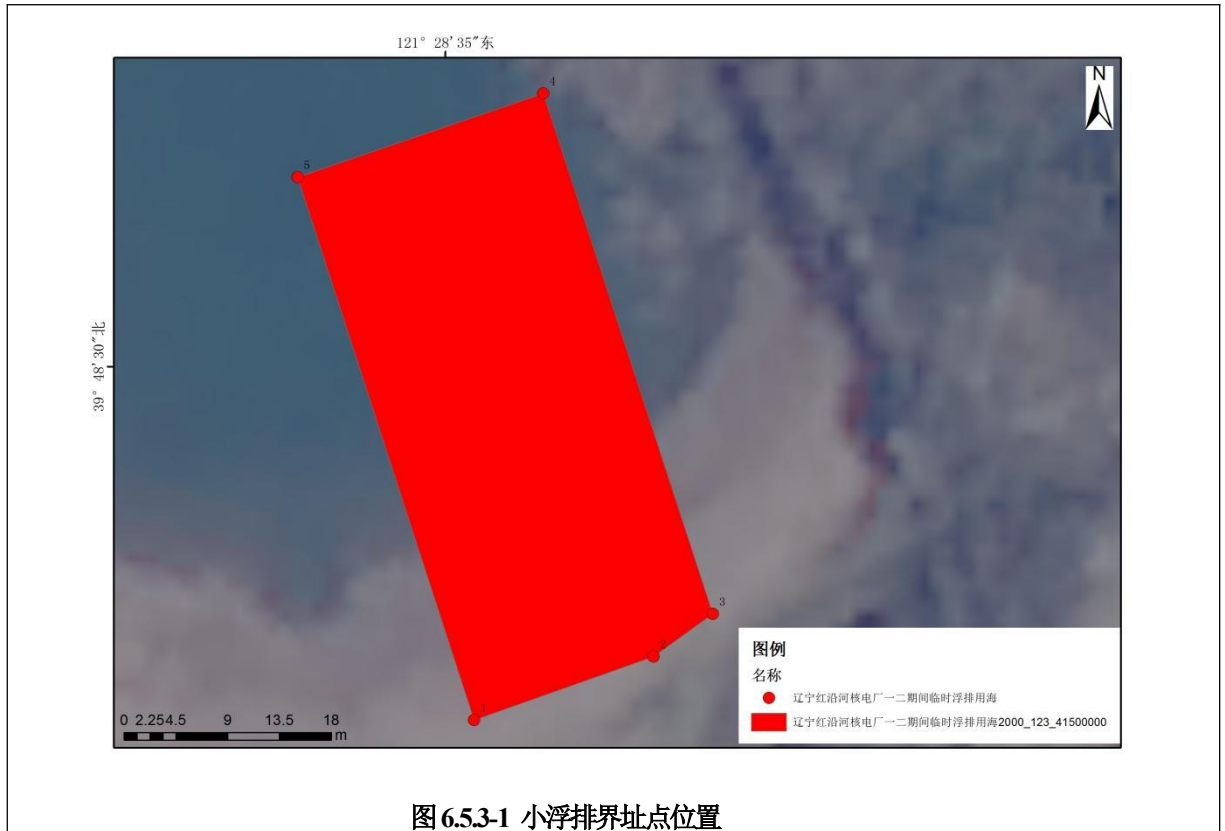 121° 28′35″东
N
4
5
39° 48′30″北
3
2
1
图例
名称
辽宁红沿河核电厂一二期间临时浮排用海
辽宁红沿河核电厂一二期间临时浮排用海2000_123_41500000
0 2.254.5 9 13.5 18
m
图6.5.3-1 小浮排界址点位置